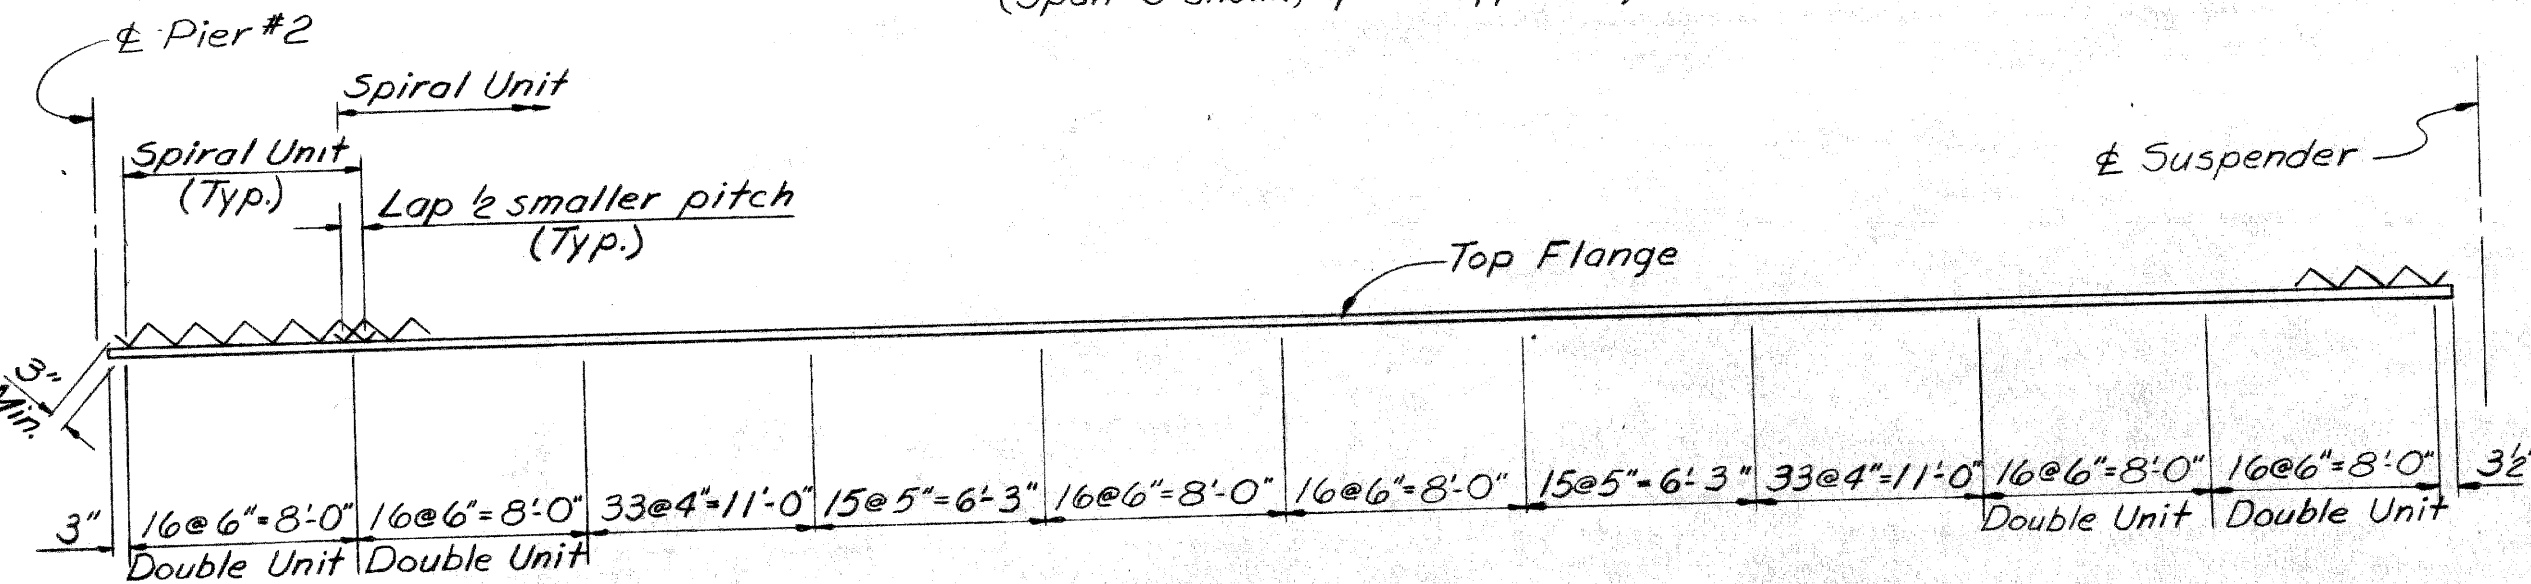 (Span
℄ Pier #2
Spiral Unit
Spiral Unit
(Typ.)
Lap ½ smaller pitch
(Typ.)
℄ Suspender
Top Flange
3"
Min.
3"
16@6"=8'-0"
Double Unit
16@6"=8'-0"
Double Unit
33@4"=11'-0"
15@5"=6'-3"
16@6"=8'-0"
16@6"=8'-0"
15@5"=6'-3"
33@4"=11'-0"
16@6"=8'-0"
Double Unit
16@6"=8'-0"
Double Unit
3½"